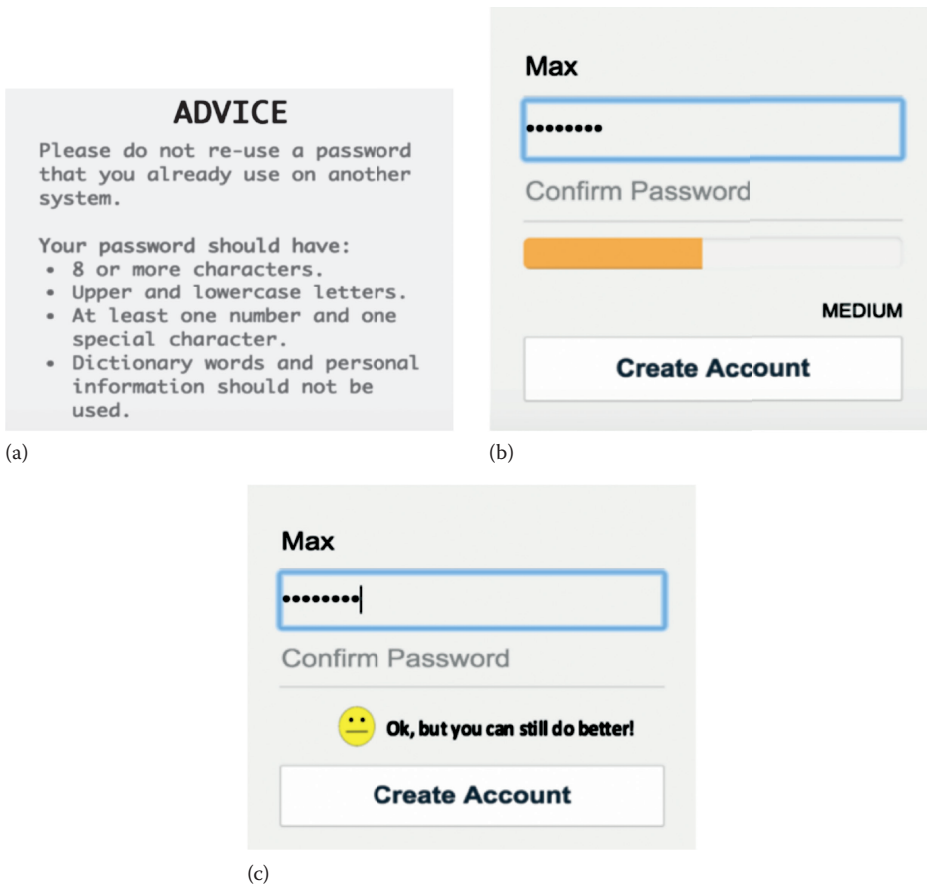 ADVICE
Please do not re-use a password
that you already use on another
system.
Your password should have:
• 8 or more characters.
• Upper and lowercase letters.
• At least one number and one
special character.
• Dictionary words and personal
information should not be
used.
(a)
Max
••••••••
Confirm Password
MEDIUM
Create Account
(b)
Max
••••••••
Confirm Password
Ok, but you can still do better!
Create Account
(c)